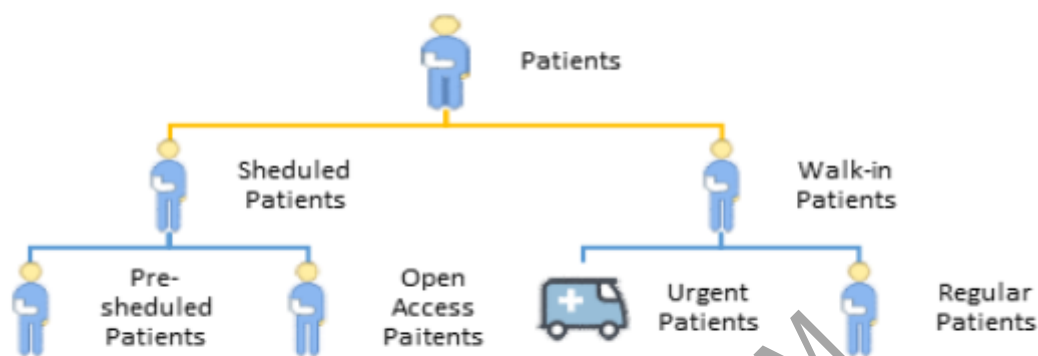 Patients
Sheduled
Patients
Walk-in
Patients
Pre-
sheduled
Patients
Open
Access
Paitents
Urgent
Patients
Regular
Patients
M